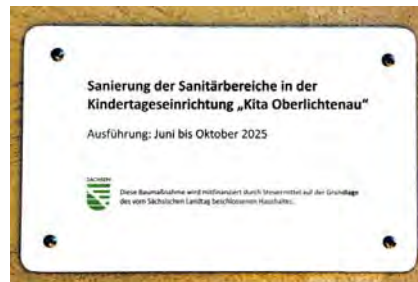 Sanierung der Sanitärbereiche in der
Kindertageseinrichtung „Kita Oberlichtenau“
Ausführung: Juni bis Oktober 2025
SACHSEN
Diese Baumaßnahme wird mitfinanziert durch Steuermittel auf der Grundlage
des vom Sächsischen Landtag beschlossenen Haushaltes.